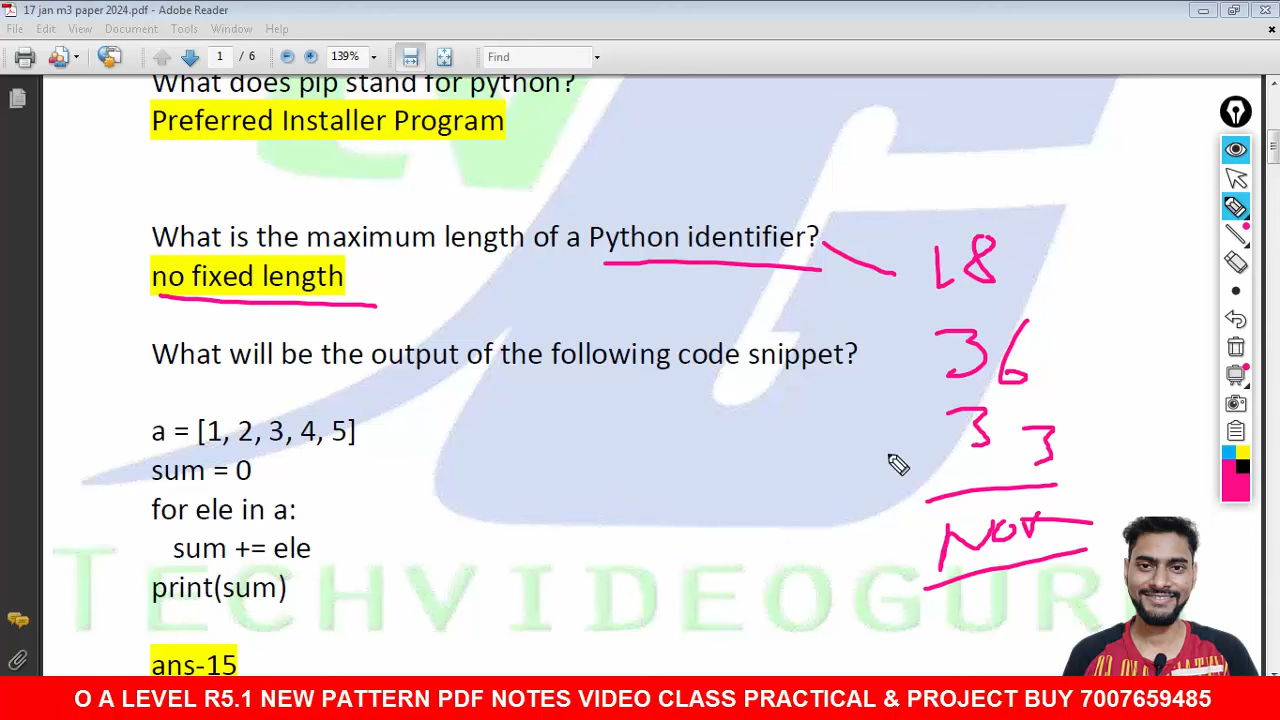 17 jan m3 paper 2024.pdf - Adobe Reader
File Edit View Document Tools Window Help
1 / 6 139% Find
What does pip stand for python?
Preferred Installer Program
What is the maximum length of a Python identifier?
18
no fixed length
36
What will be the output of the following code snippet?
33
a = [1, 2, 3, 4, 5]
sum = 0
for ele in a:
Not
sum += ele
print(sum)
TECHVIDEOGUR
ans-15
O A LEVEL R5.1 NEW PATTERN PDF NOTES VIDEO CLASS PRACTICAL & PROJECT BUY 7007659485